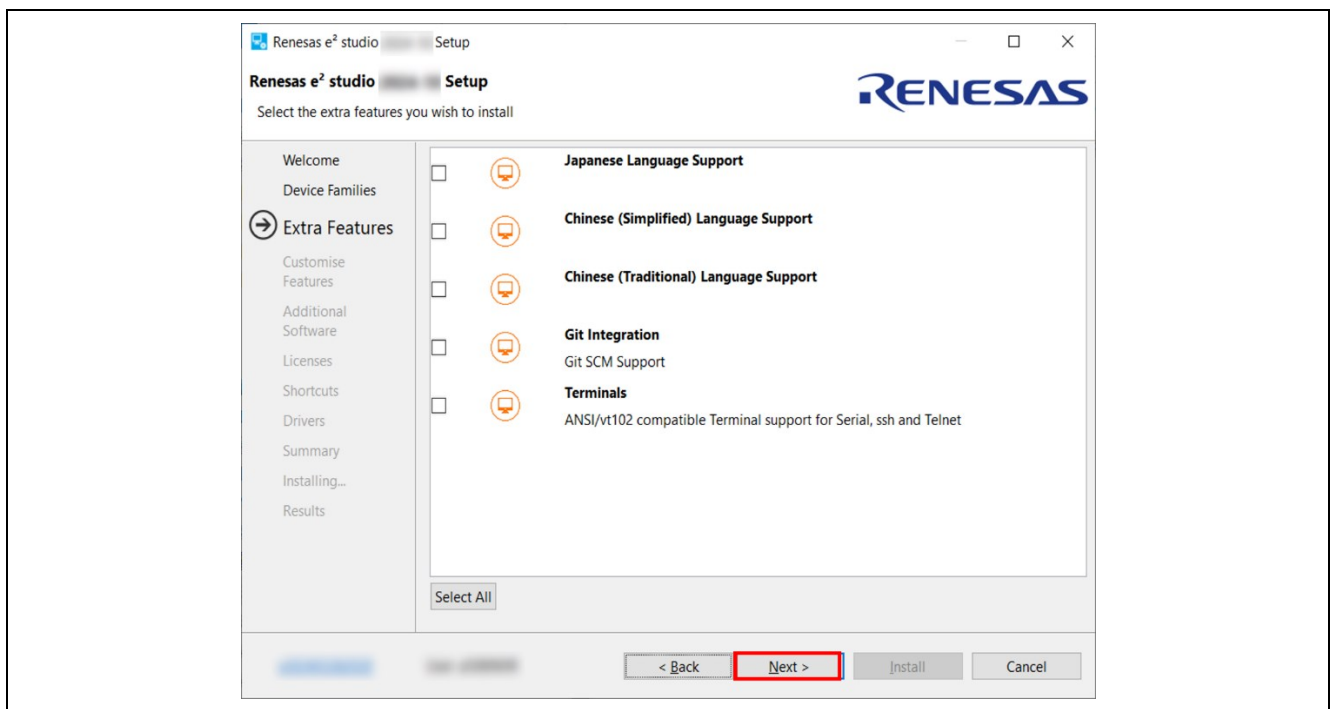 Renesas e² studio Setup
Renesas e² studio Setup
Select the extra features you wish to install
RENESAS
Welcome
Device Families
Extra Features
Customise
Features
Additional
Software
Licenses
Shortcuts
Drivers
Summary
Installing...
Results
Japanese Language Support
Chinese (Simplified) Language Support
Chinese (Traditional) Language Support
Git Integration
Git SCM Support
Terminals
ANSI/vt102 compatible Terminal support for Serial, ssh and Telnet
Select All
< Back
Next >
Install
Cancel